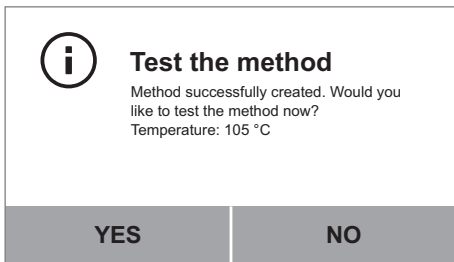 Test the method
Method successfully created. Would you
like to test the method now?
Temperature: 105 °C
YES
NO